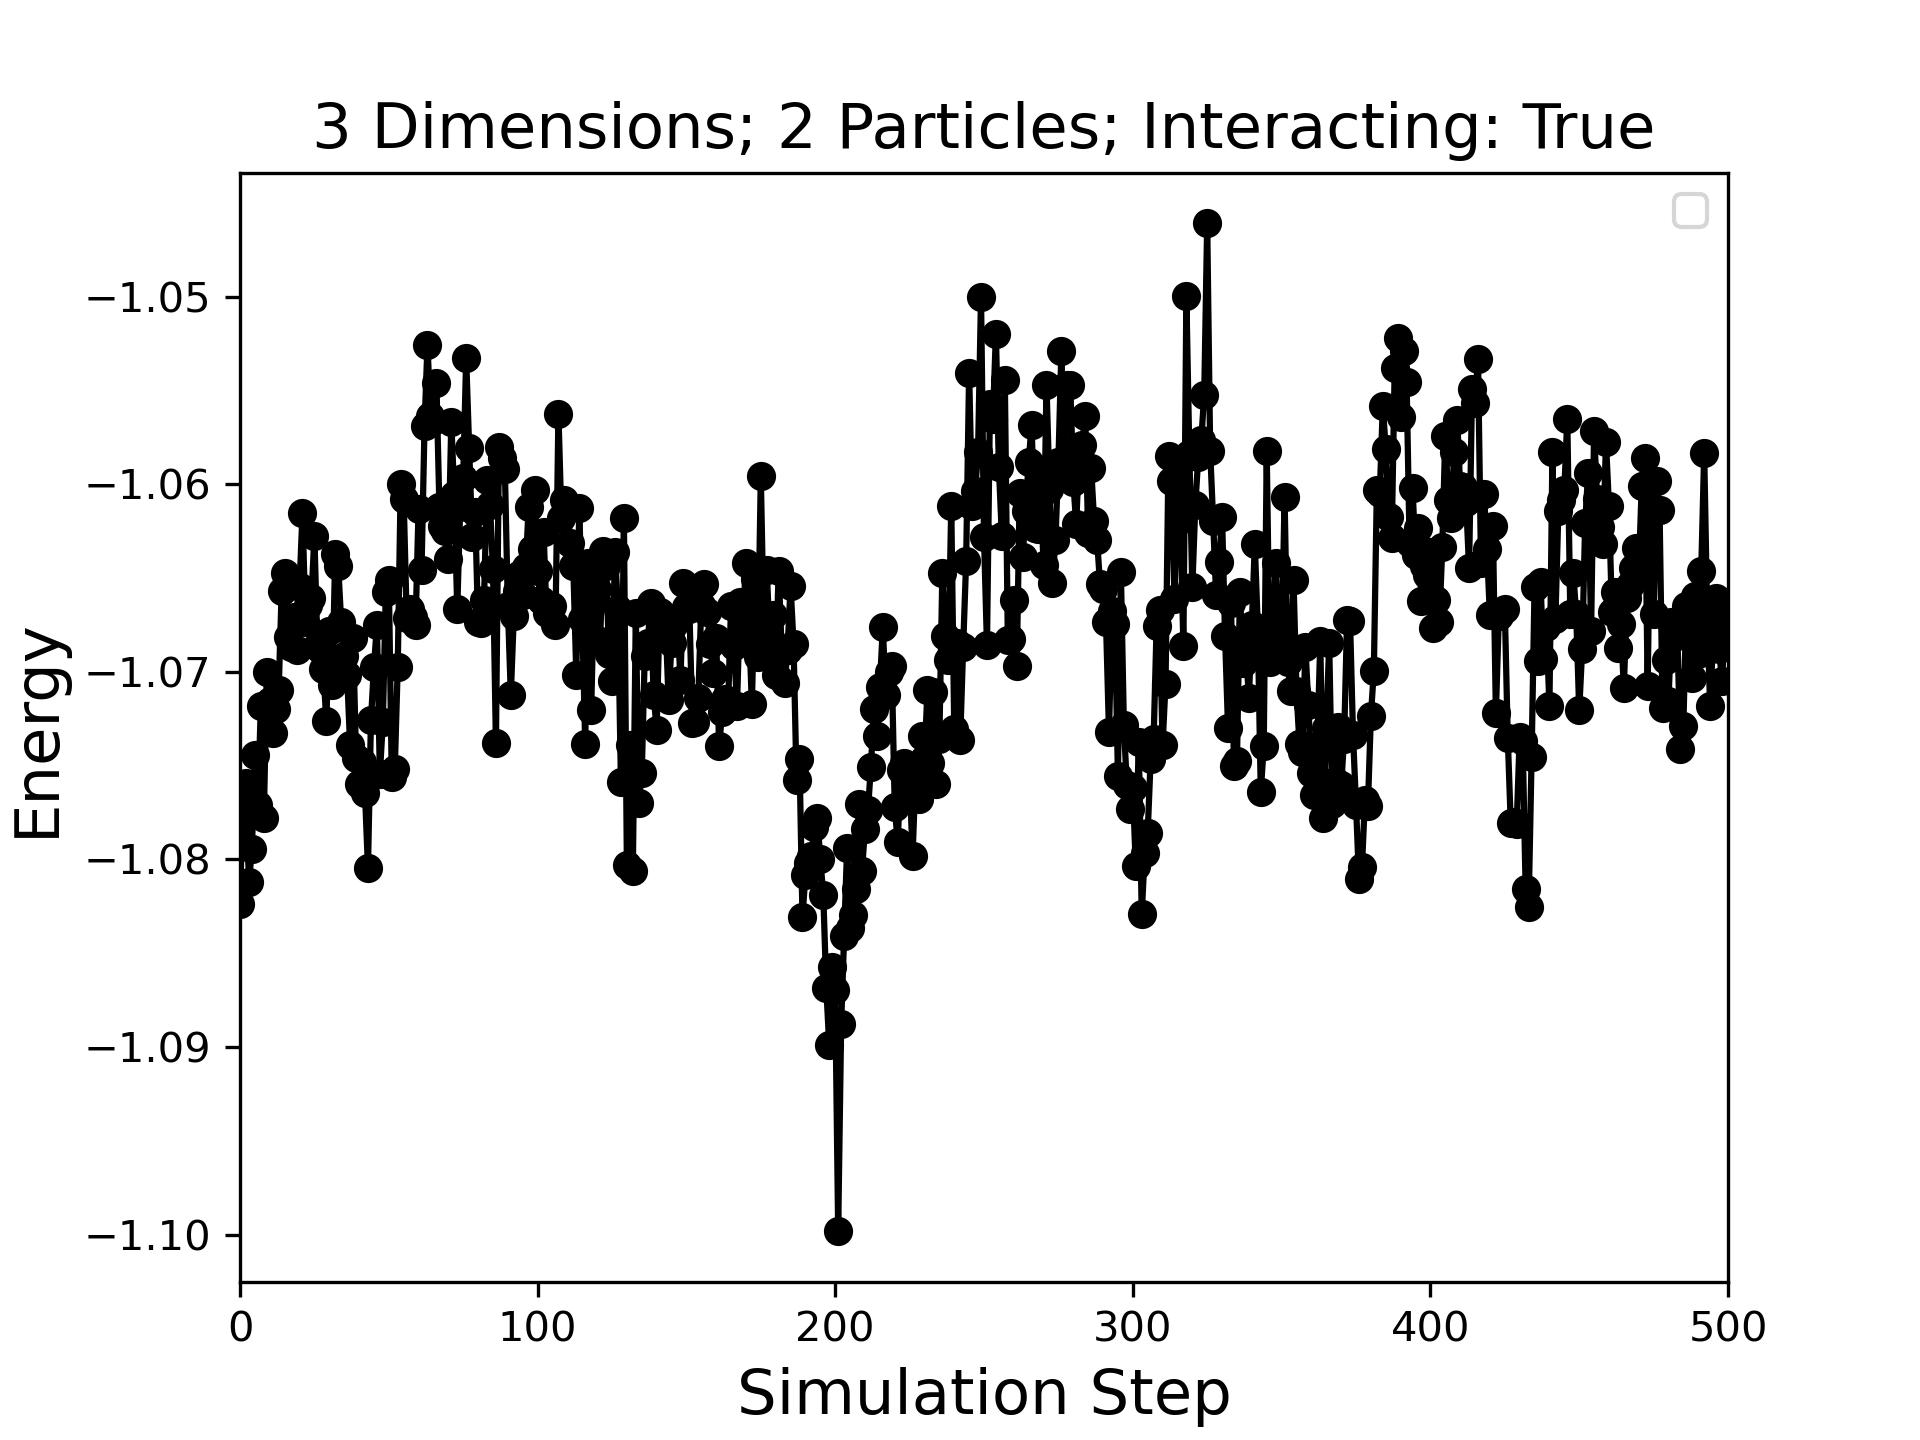 3 Dimensions; 2 Particles; Interacting: True
Energy
−1.05
−1.06
−1.07
−1.08
−1.09
−1.10
0 100 200 300 400 500
Simulation Step